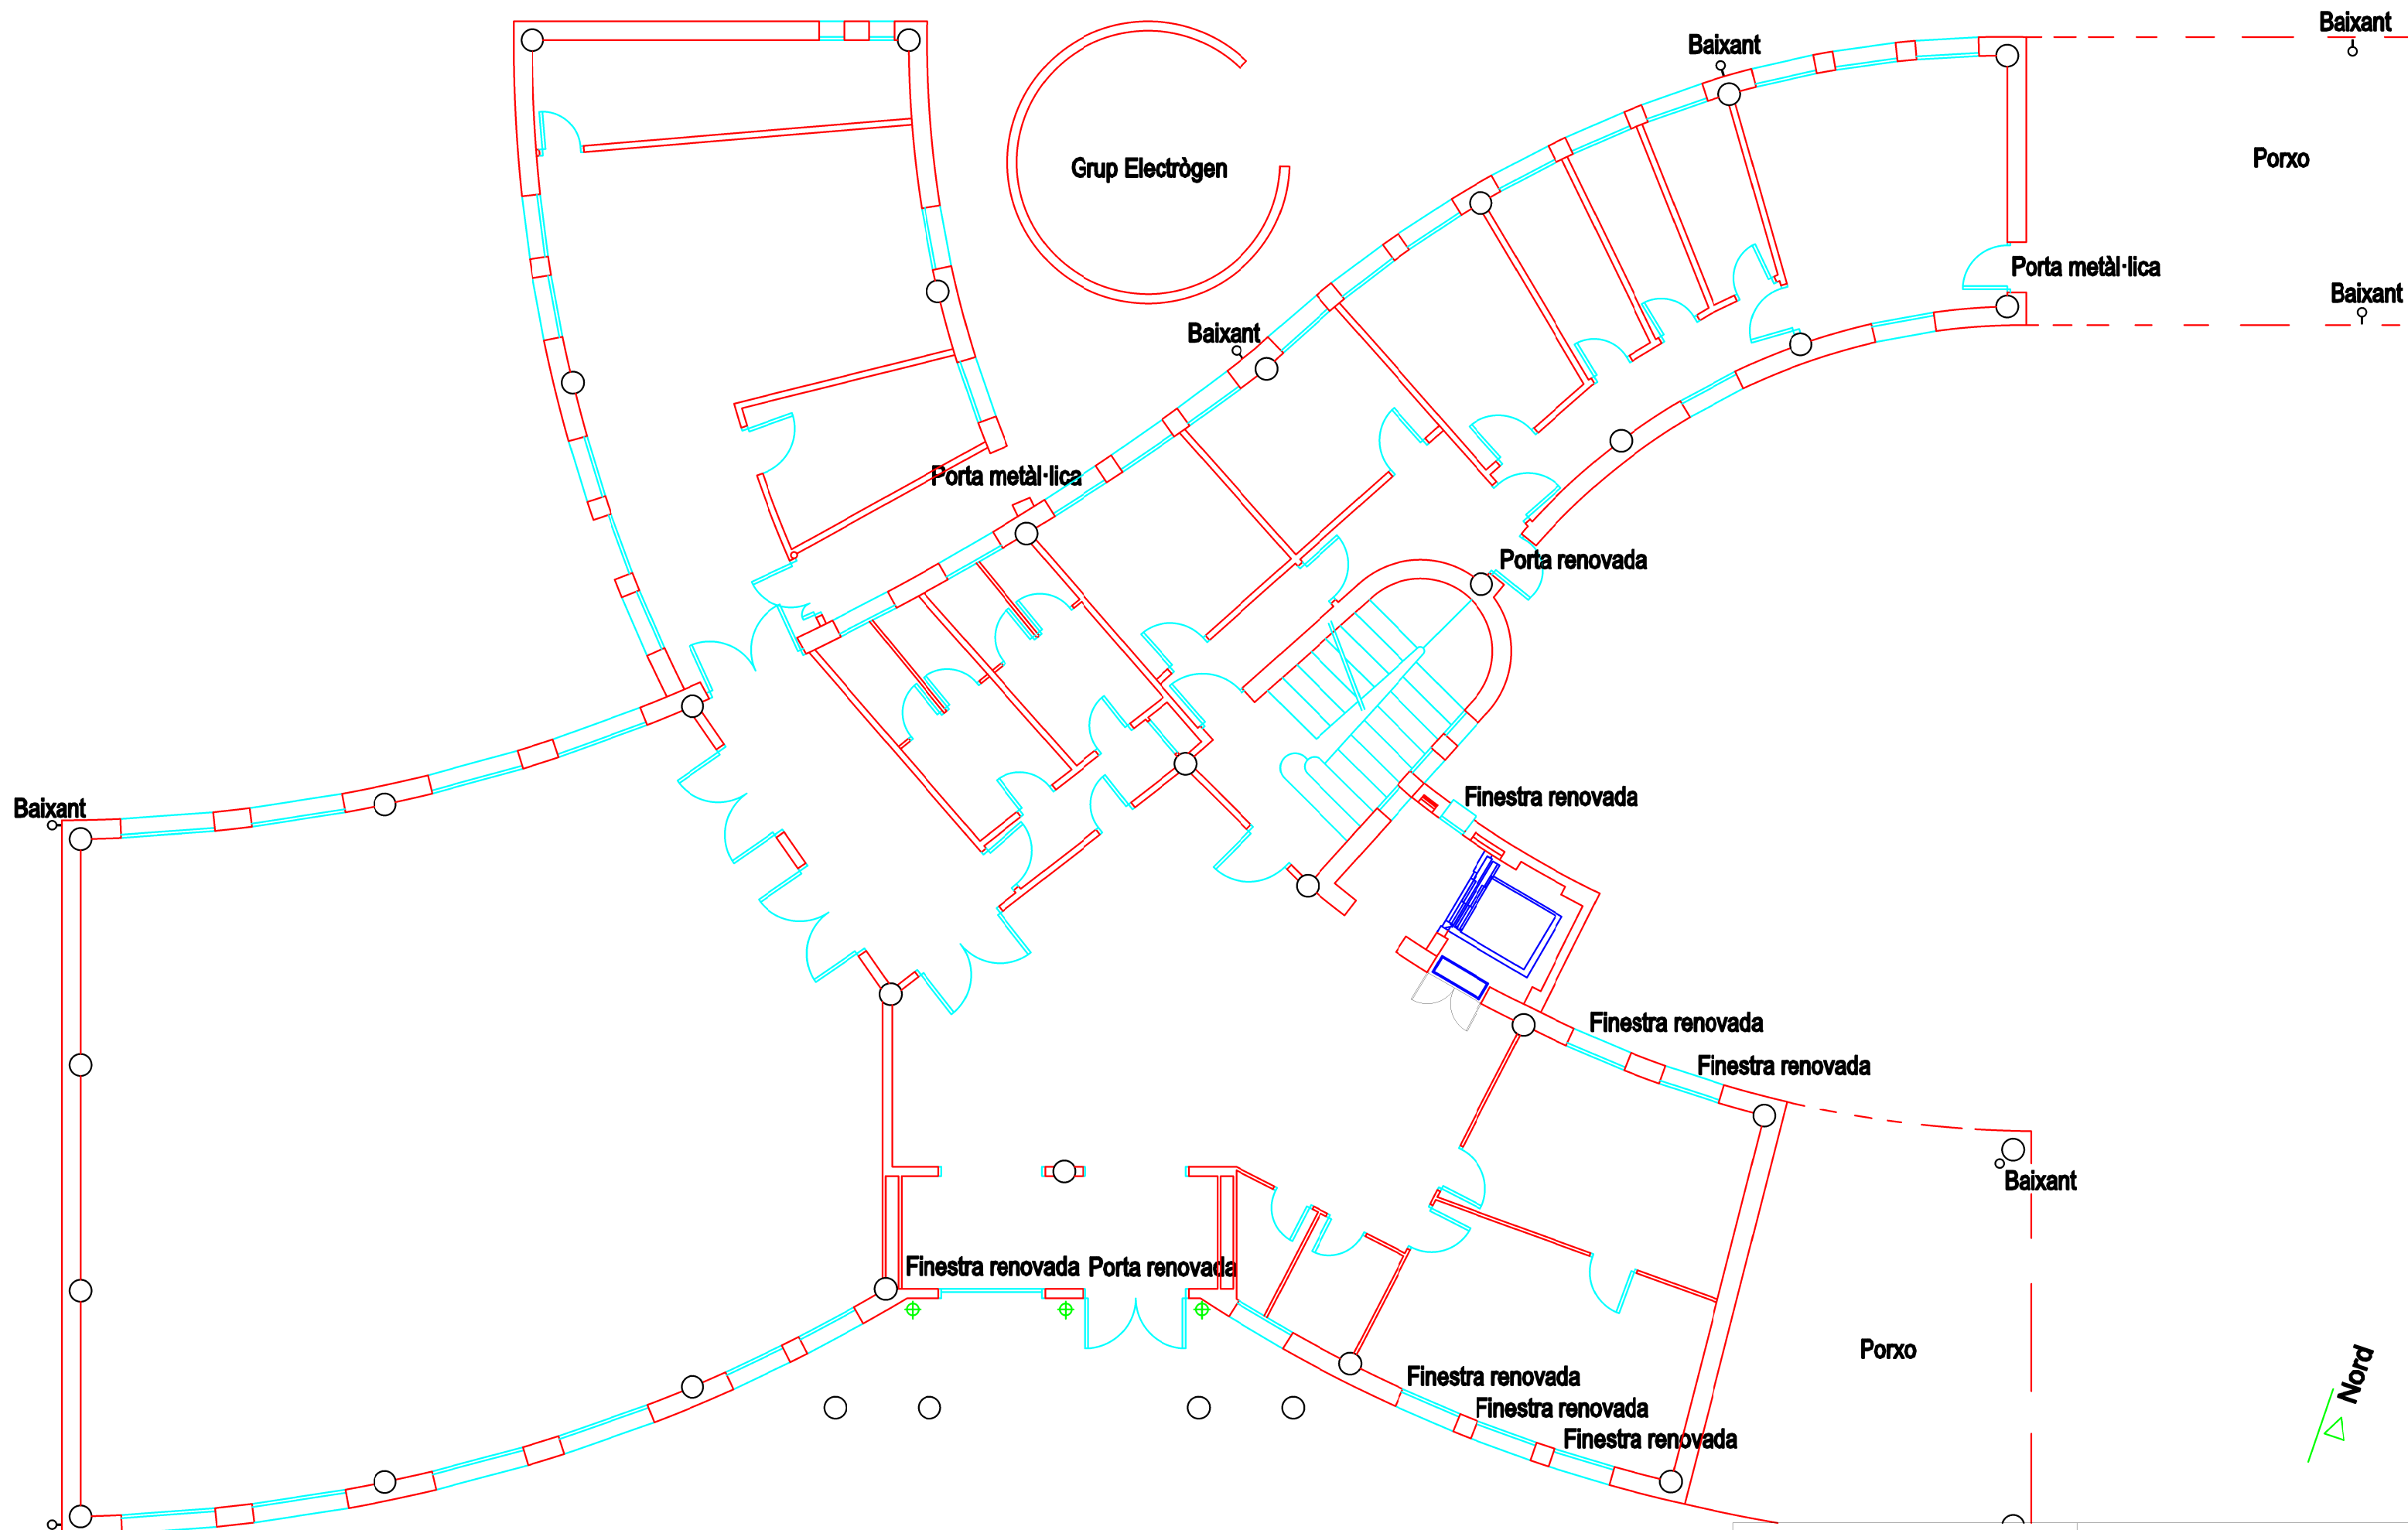 Baixant
Baixant
Grup Electrògen
Porxo
Porta metàl·lica
Baixant
Baixant
Porta metàl·lica
Porta renovada
Finestra renovada
Baixant
Finestra renovada
Finestra renovada
Baixant
Finestra renovada
Porta renovada
Porxo
Nord
Finestra renovada
Finestra renovada
Finestra renovada